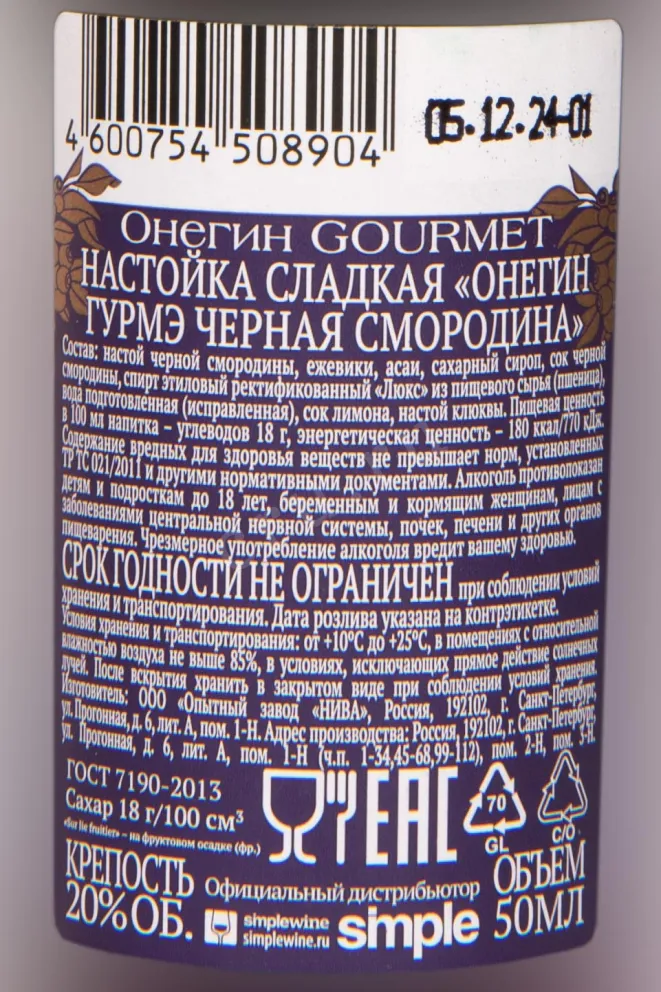 4 600754 508904
05.12.24-01
Онегин GOURMET
НАСТОЙКА СЛАДКАЯ «ОНЕГИН
ГУРМЭ ЧЕРНАЯ СМОРОДИНА»
Состав: настой черной смородины, ежевики, асаи, сахарный сироп, сок черной
смородины, спирт этиловый ректификованный «Люкс» из пищевого сырья (пшеница),
вода подготовленная (исправленная), сок лимона, настой клюквы. Пищевая ценность
в 100 мл напитка – углеводов 18 г, энергетическая ценность – 180 ккал/770 кДж.
Содержание вредных для здоровья веществ не превышает норм, установленных
ТР ТС 021/2011 и другими нормативными документами. Алкоголь противопоказан
детям и подросткам до 18 лет, беременным и кормящим женщинам, лицам с
заболеваниями центральной нервной системы, почек, печени и других органов
пищеварения. Чрезмерное употребление алкоголя вредит вашему здоровью.
СРОК ГОДНОСТИ НЕ ОГРАНИЧЕН при соблюдении условий
хранения и транспортирования. Дата розлива указана на контрэтикетке.
Условия хранения и транспортирования: от +10°С до +25°С, в помещениях с относительной
влажностью воздуха не выше 85%, в условиях, исключающих прямое действие солнечных
лучей. После вскрытия хранить в закрытом виде при соблюдении условий хранения.
Изготовитель: ООО «Опытный завод «НИВА», Россия, 192102, г. Санкт-Петербург,
ул. Прогонная, д. 6, лит. А, пом. 1-Н. Адрес производства: Россия, 192102, г. Санкт-Петербург,
ул. Прогонная, д. 6, лит. А, пом. 1-Н (ч.п. 1-34,45-68,99-112), пом. 2-Н, пом. 3-Н.
ГОСТ 7190-2013
Сахар 18 г/100 см³
«Sur lie fruitier» – на фруктовом осадке (фр.)
EAC
70
GL
C/O
КРЕПОСТЬ
20% ОБ.
Официальный дистрибьютор
simplewine
simplewine.ru
simple
ОБЪЕМ
50МЛ